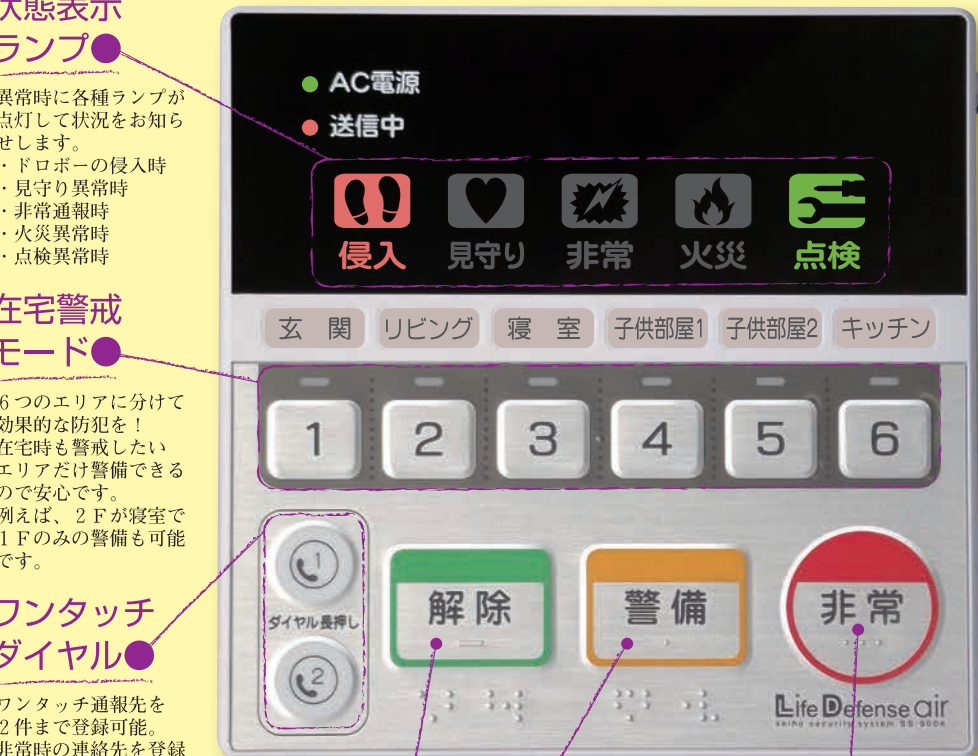 状態表示
ランプ●
異常時に各種ランプが
点灯して状況をお知ら
せします。
・ドロボーの侵入時
・見守り異常時
・非常通報時
・火災異常時
・点検異常時
在宅警戒
モード●
6つのエリアに分けて
効果的な防犯を！
在宅時も警戒したい
エリアだけ警備できる
ので安心です。
例えば、2Fが寝室で
1Fのみの警備も可能
です。
ワンタッチ
ダイヤル●
ワンタッチ通報先を
2件まで登録可能。
非常時の連絡先を登録
AC電源
送信中
侵入 見守り 非常 火災 点検
玄関 リビング 寝室 子供部屋1 子供部屋2 キッチン
1 2 3 4 5 6
1
ダイヤル長押し
2
解除 警備 非常
Life Defense air
keiho security system SS-900A